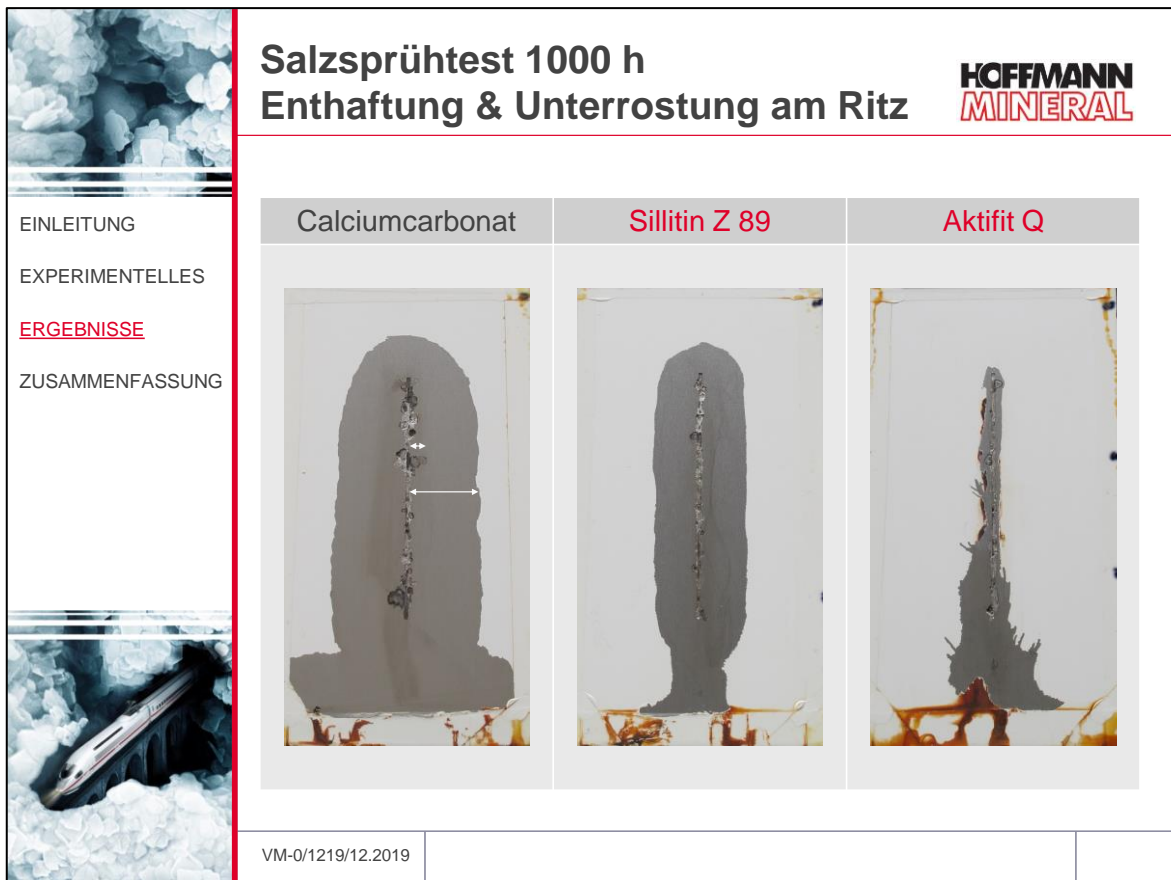 Salzsprühtest 1000 h
Enthaftung & Unterrostung am Ritz
HOFFMANN
MINERAL
EINLEITUNG
EXPERIMENTELLES
ERGEBNISSE
ZUSAMMENFASSUNG
Calciumcarbonat
Sillitin Z 89
Aktifit Q
VM-0/1219/12.2019